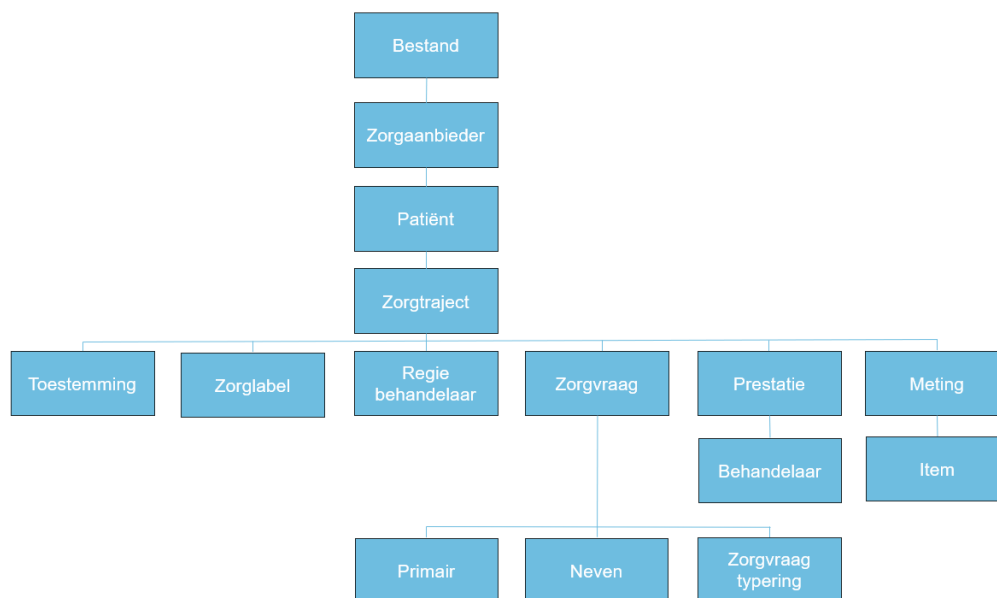 Bestand
Zorgaanbieder
Patiënt
Zorgtraject
Toestemming
Zorglabel
Regie
behandelaar
Zorgvraag
Prestatie
Meting
Behandelaar
Item
Primair
Neven
Zorgvraag
typering